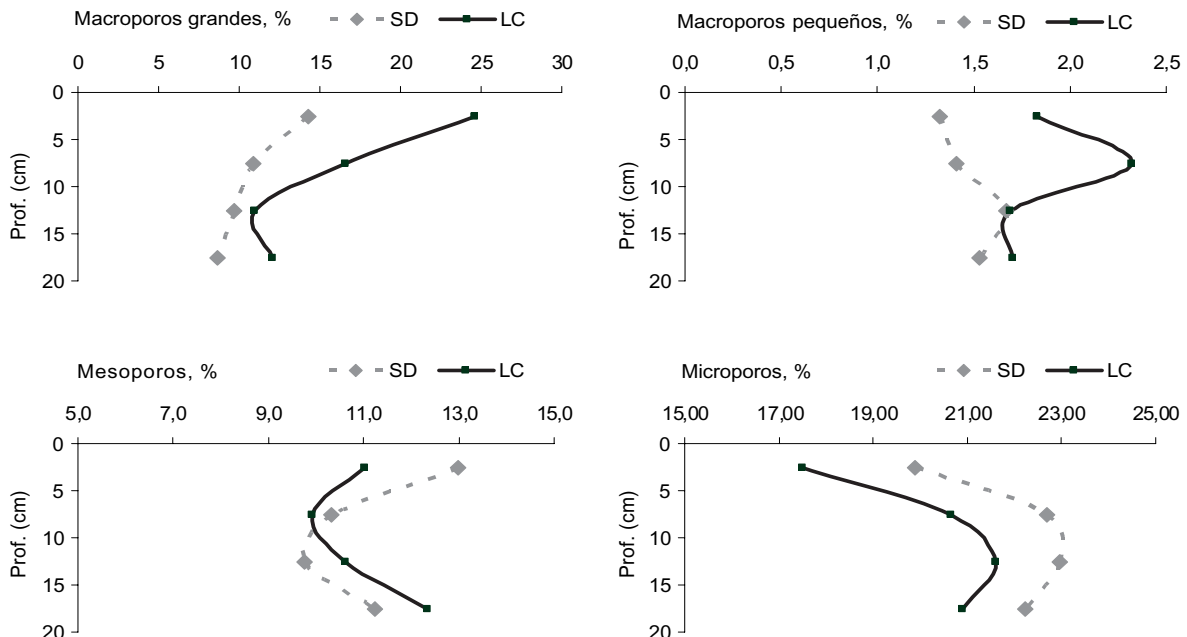 Macroporos grandes, % SD LC
0 5 10 15 20 25 30
0
5
10
15
20
Prof. (cm)
Macroporos pequeños, % SD LC
0,0 0,5 1,0 1,5 2,0 2,5
0
5
10
15
20
Prof. (cm)
Mesoporos, % SD LC
5,0 7,0 9,0 11,0 13,0 15,0
0
5
10
15
20
Prof. (cm)
Microporos, % SD LC
15,00 17,00 19,00 21,00 23,00 25,00
0
5
10
15
20
Prof. (cm)